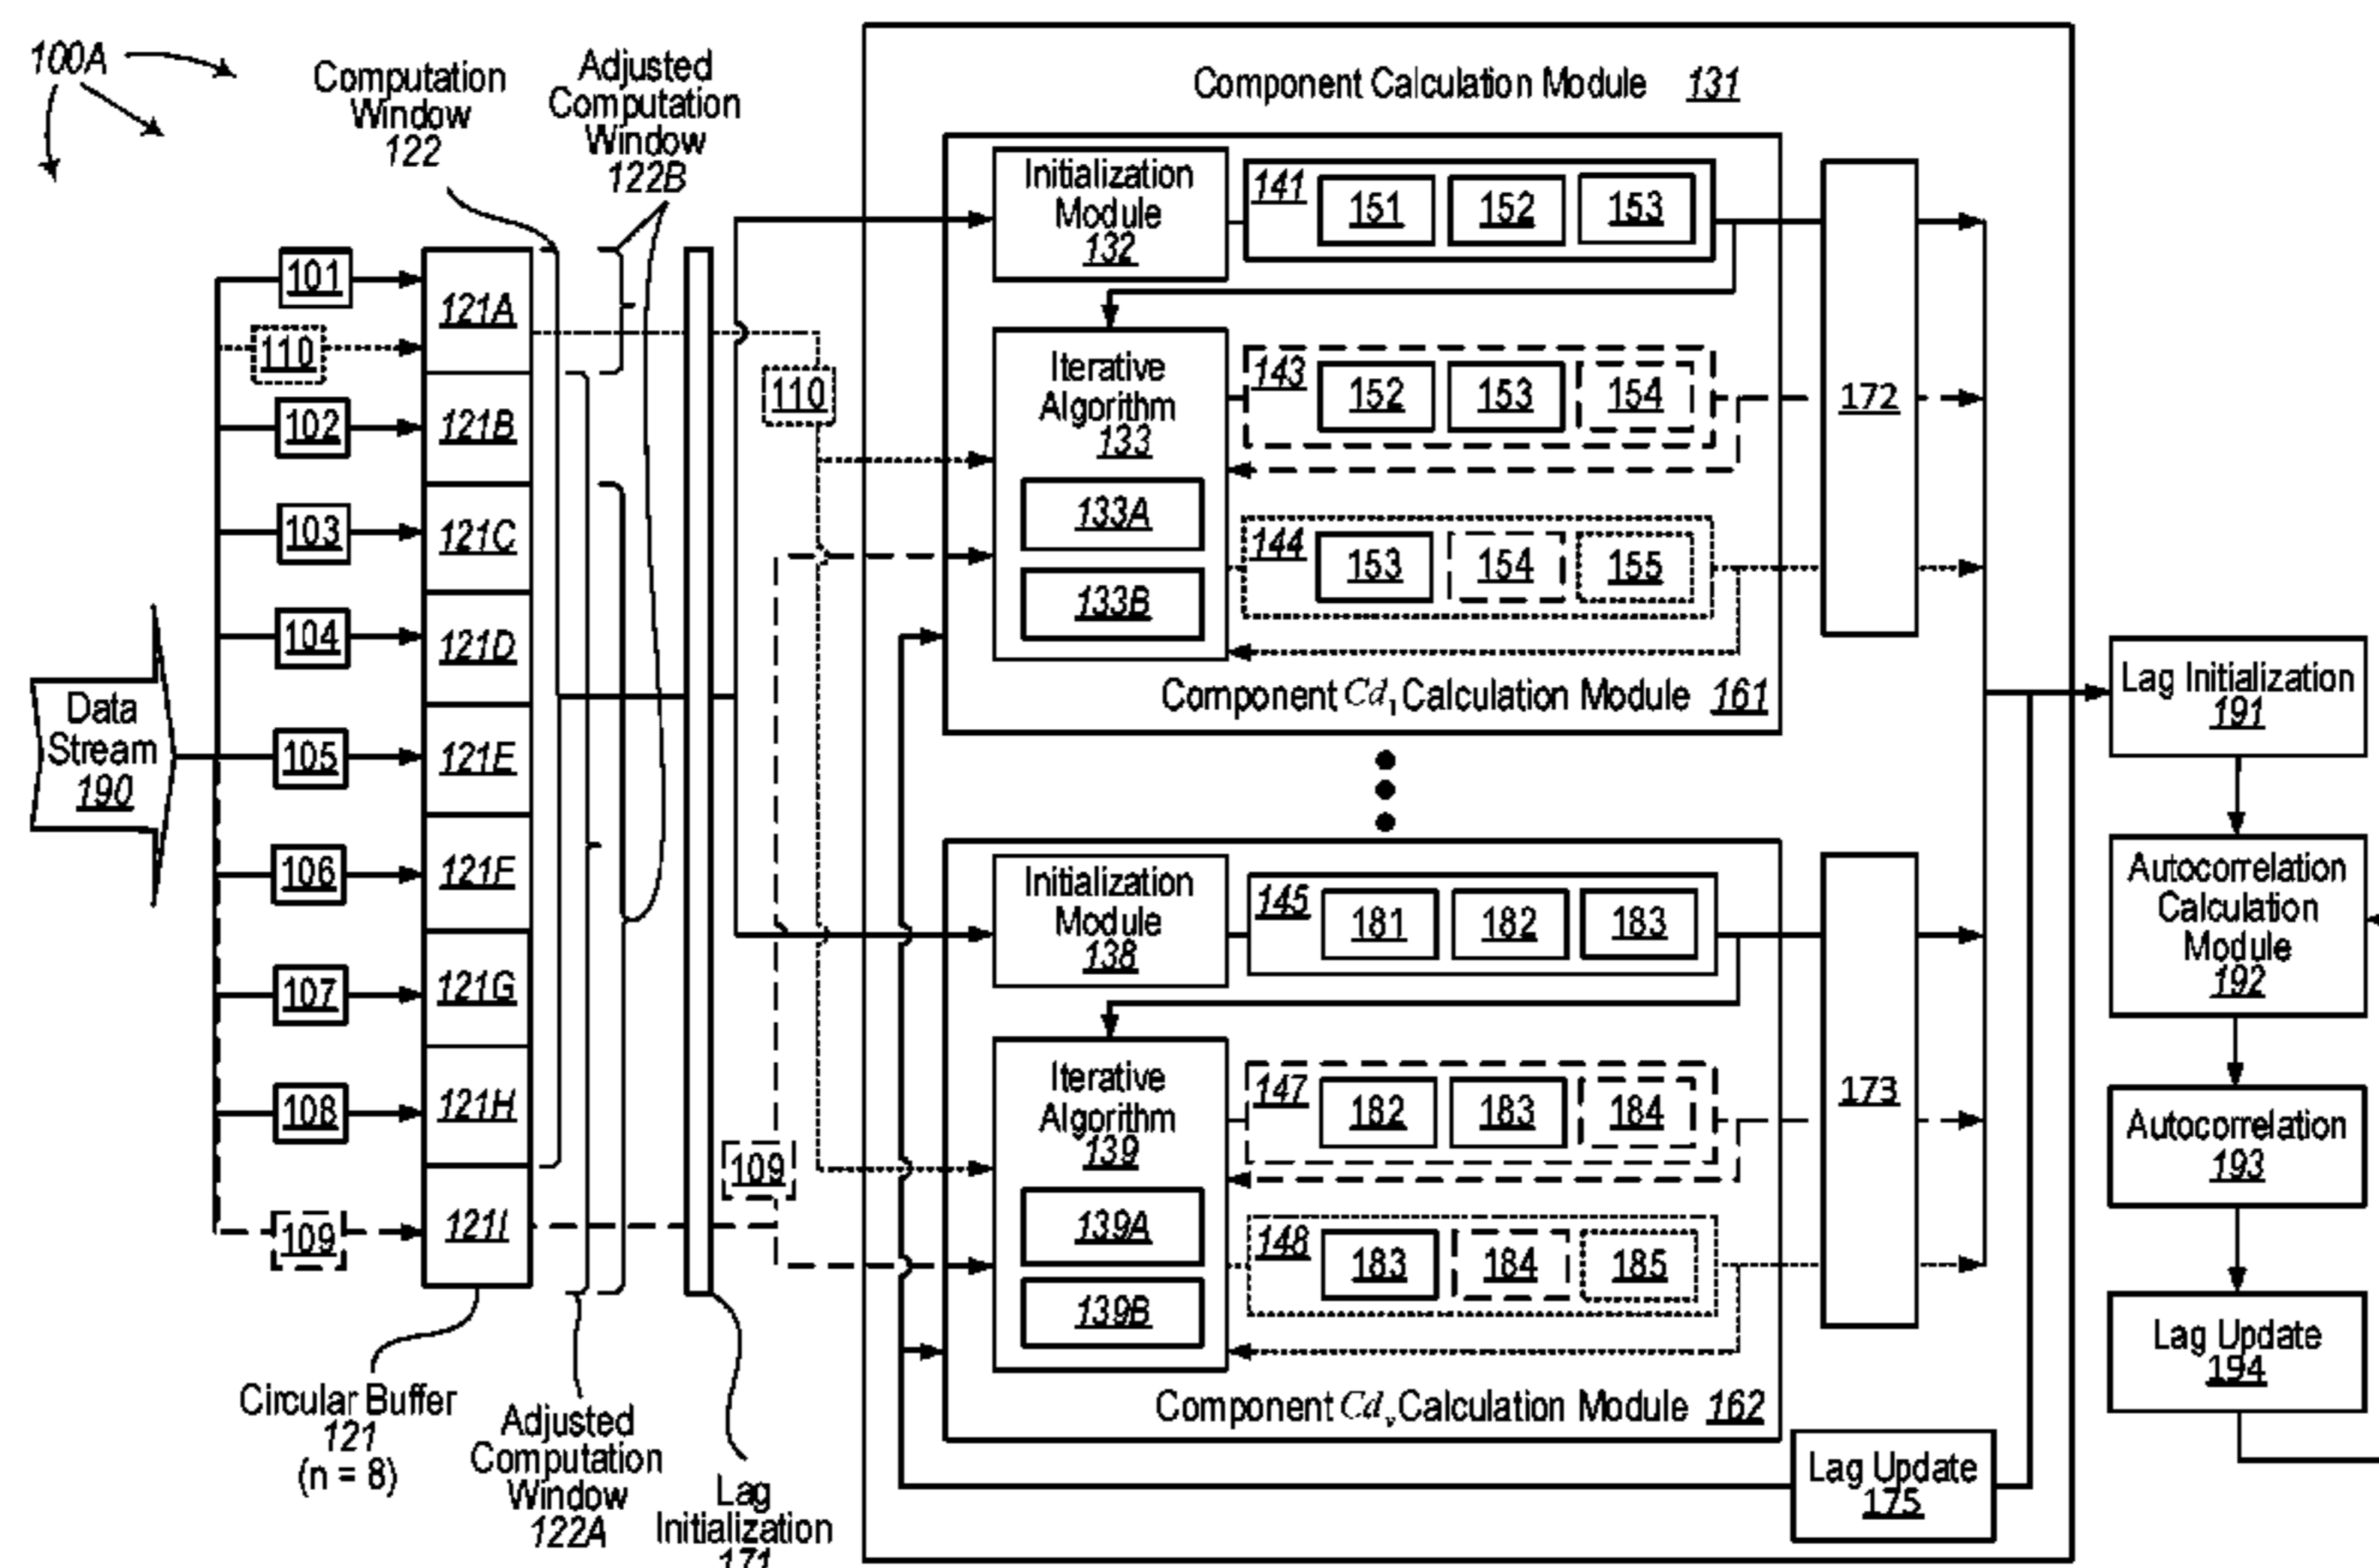 100A
Computation
Window
122
Adjusted
Computation
Window
122B
Data
Stream
190
101
110
102
103
104
105
106
107
108
109
121A
121B
121C
121D
121E
121F
121G
121H
121I
Circular Buffer
121
(n = 8)
Adjusted
Computation
Window
122A
Lag
Initialization
171
110
109
Component Calculation Module 131
Initialization
Module
132
141 151 152 153
Iterative
Algorithm
133
133A
133B
143 152 153 154
144 153 154 155
Component Cd₁ Calculation Module 161
172
Initialization
Module
138
145 181 182 183
Iterative
Algorithm
139
139A
139B
147 182 183 184
148 183 184 185
Component Cdᵥ Calculation Module 162
173
Lag Update
175
Lag Initialization
191
Autocorrelation
Calculation
Module
192
Autocorrelation
193
Lag Update
194